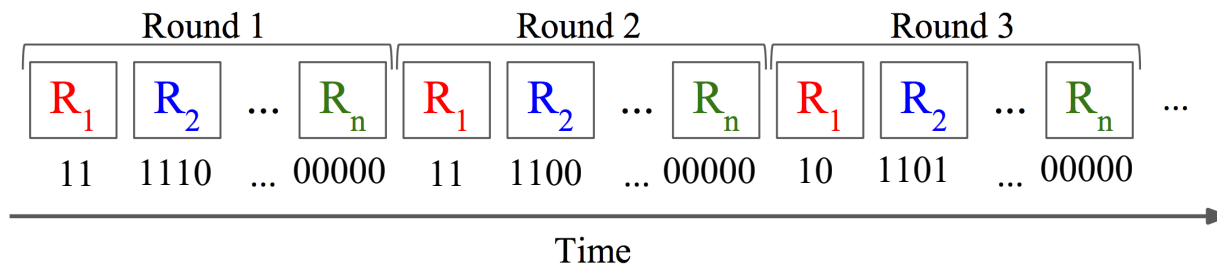 Round 1 Round 2 Round 3
R1 R2 ... Rn R1 R2 ... Rn R1 R2 ... Rn ...
11 1110 ... 00000 11 1100 ... 00000 10 1101 ... 00000
Time